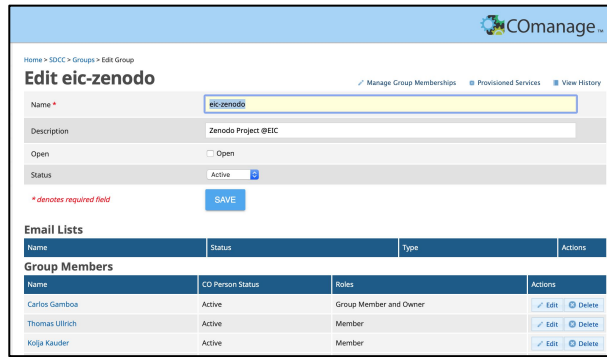 COmanage™
Home > SDCC > Groups > Edit Group
Edit eic-zenodo
Manage Group Memberships Provisioned Services View History
Name * eic-zenodo
Description Zenodo Project @EIC
Open Open
Status Active
* denotes required field SAVE
Email Lists
Name Status Type Actions
Group Members
Name CO Person Status Roles Actions
Carlos Gamboa Active Group Member and Owner Edit Delete
Thomas Ullrich Active Member Edit Delete
Kolja Kauder Active Member Edit Delete